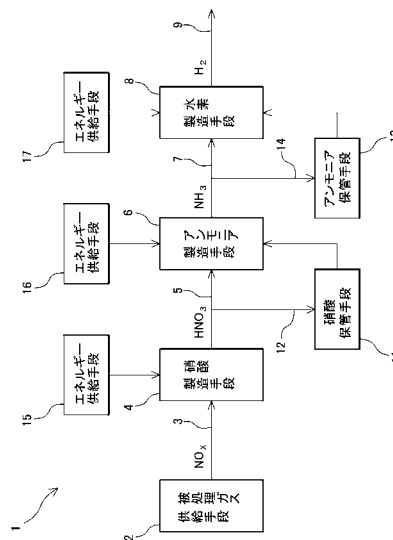 1
15
エネルギー
供給手段
16
エネルギー
供給手段
17
エネルギー
供給手段
2
被処理ガス
供給手段
NOX
3
4
硝酸
製造手段
HNO3
5
6
アンモニア
製造手段
NH3
7
8
水素
製造手段
H2
9
12
硝酸
保管手段
14
アンモニア
保管手段